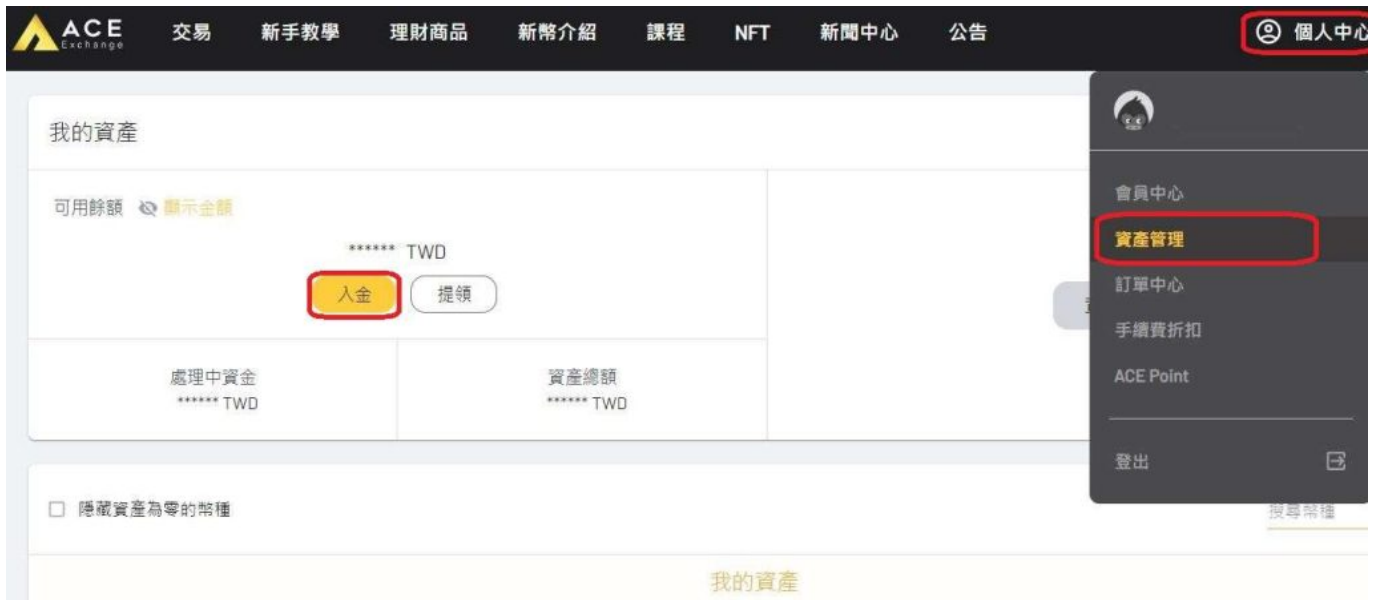 ACE
Exchange
交易 新手教學 理財商品 新幣介紹 課程 NFT 新聞中心 公告 個人中心
我的資產
可用餘額 顯示金額
****** TWD
入金 提領
處理中資金
****** TWD
資產總額
****** TWD
會員中心
資產管理
訂單中心
手續費折扣
ACE Point
登出
隱藏資產為零的幣種
搜尋幣種
我的資產